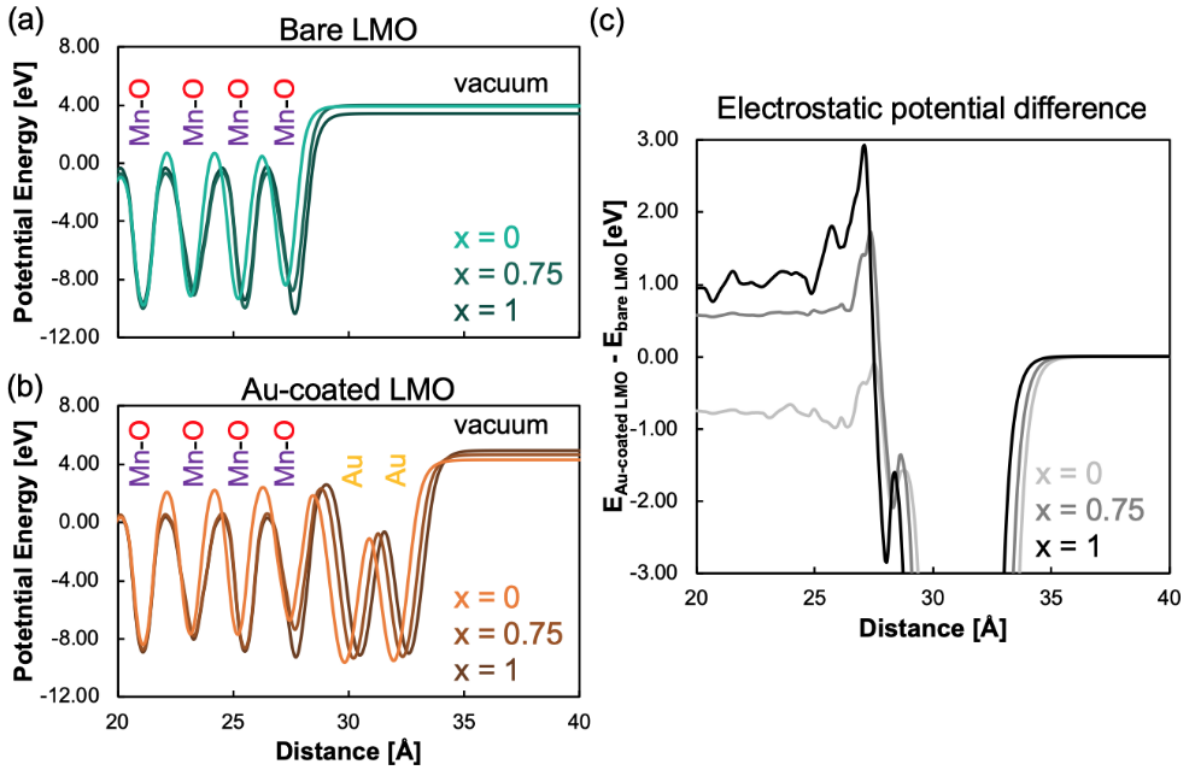 (a)
Bare LMO
Potetntial Energy [eV]
8.00
4.00
0.00
-4.00
-8.00
-12.00
Mn-O
Mn-O
Mn-O
Mn-O
vacuum
x = 0
x = 0.75
x = 1
(b)
Au-coated LMO
Potetntial Energy [eV]
8.00
4.00
0.00
-4.00
-8.00
-12.00
Mn-O
Mn-O
Mn-O
Mn-O
Au
Au
vacuum
x = 0
x = 0.75
x = 1
20
25
30
35
40
Distance [Å]
(c)
Electrostatic potential difference
E_Au-coated LMO - E_bare LMO [eV]
3.00
2.00
1.00
0.00
-1.00
-2.00
-3.00
x = 0
x = 0.75
x = 1
20
25
30
35
40
Distance [Å]